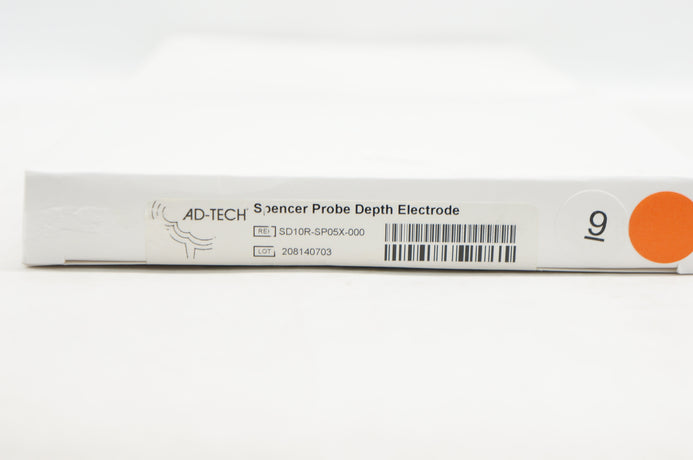 AD-TECH
Spencer Probe Depth Electrode
REF SD10R-SP05X-000
LOT 208140703
9